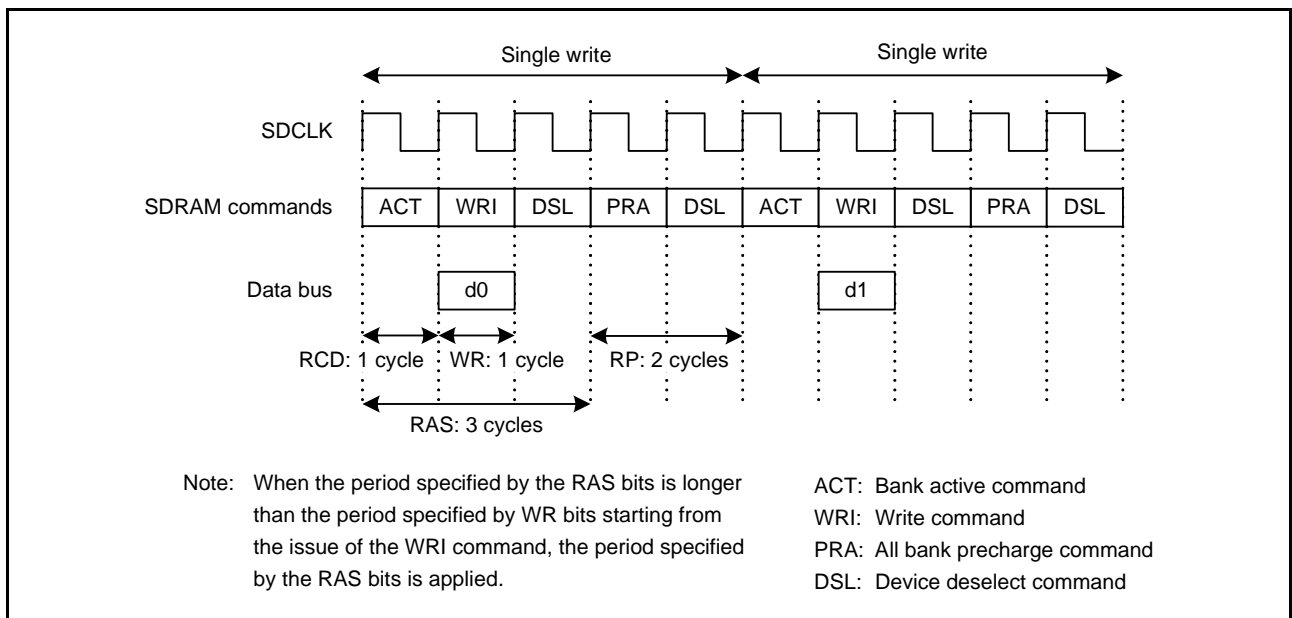 Single write Single write
SDCLK
SDRAM commands ACT WRI DSL PRA DSL ACT WRI DSL PRA DSL
Data bus d0 d1
RCD: 1 cycle WR: 1 cycle RP: 2 cycles
RAS: 3 cycles
Note: When the period specified by the RAS bits is longer
than the period specified by WR bits starting from
the issue of the WRI command, the period specified
by the RAS bits is applied.
ACT: Bank active command
WRI: Write command
PRA: All bank precharge command
DSL: Device deselect command